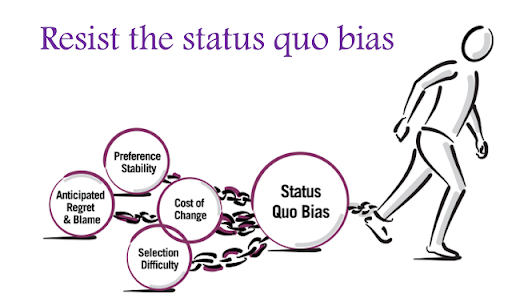 Resist the status quo bias
Preference
Stability
Anticipated
Regret
& Blame
Cost of
Change
Selection
Difficulty
Status
Quo Bias